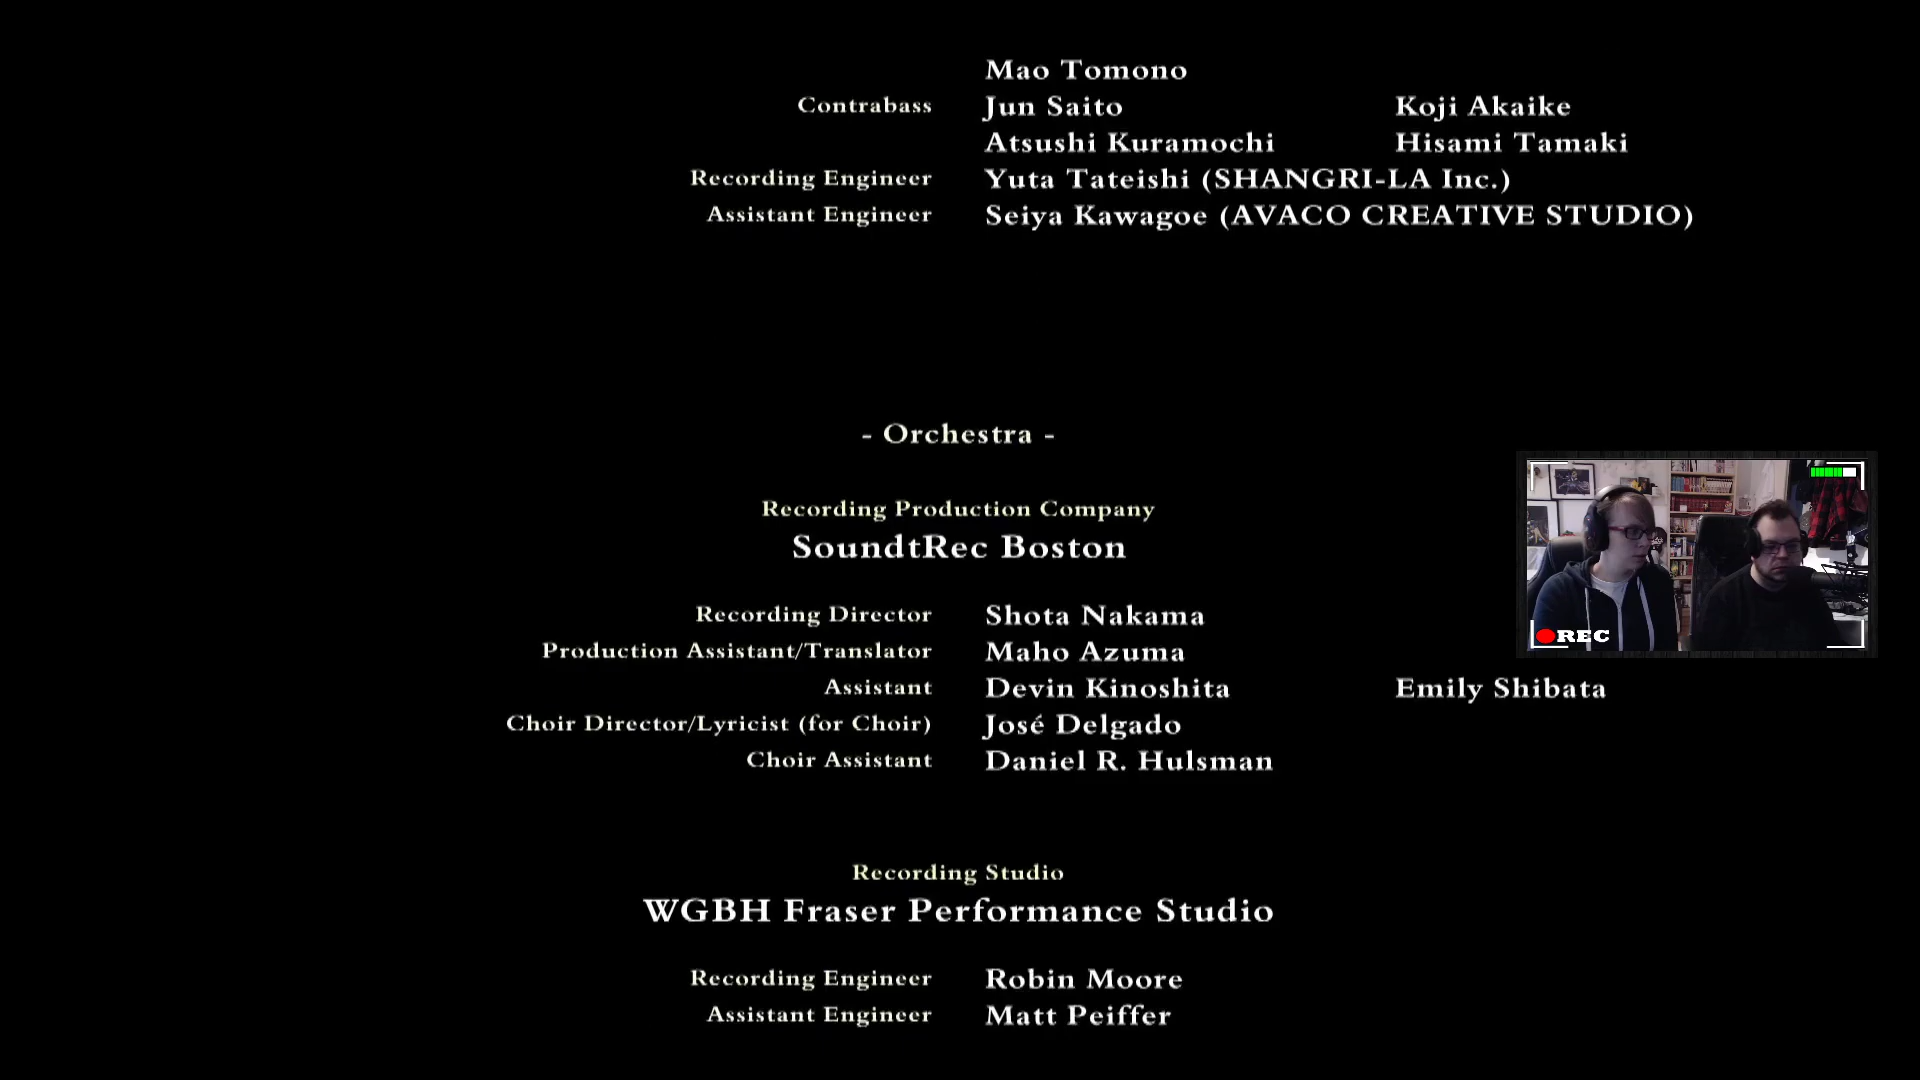 Mao Tomono
Contrabass Jun Saito Koji Akaike
Atsushi Kuramochi Hisami Tamaki
Recording Engineer Yuta Tateishi (SHANGRI-LA Inc.)
Assistant Engineer Seiya Kawagoe (AVACO CREATIVE STUDIO)
- Orchestra -
Recording Production Company
SoundtRec Boston
Recording Director Shota Nakama
REC
Production Assistant/Translator Maho Azuma
Assistant Devin Kinoshita Emily Shibata
Choir Director/Lyricist (for Choir) José Delgado
Choir Assistant Daniel R. Hulsman
Recording Studio
WGBH Fraser Performance Studio
Recording Engineer Robin Moore
Assistant Engineer Matt Peiffer